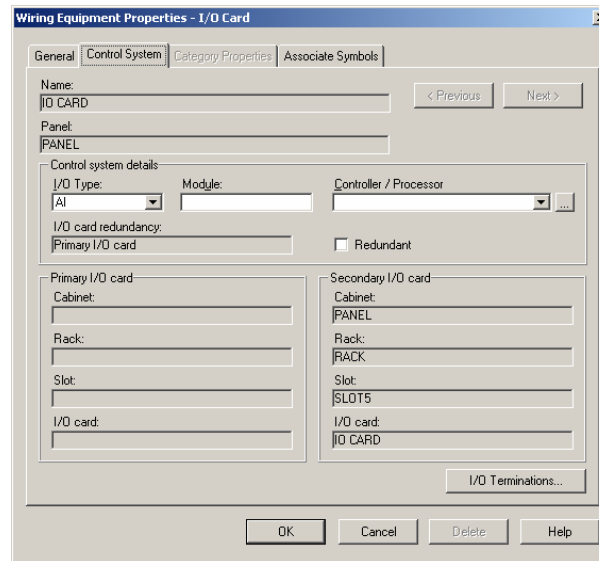 Wiring Equipment Properties - I/O Card
General Control System Category Properties Associate Symbols
Name:
IO CARD
< Previous Next >
Panel:
PANEL
Control system details
I/O Type: Module: Controller / Processor
AI ...
I/O card redundancy:
Primary I/O card Redundant
Primary I/O card Secondary I/O card
Cabinet: Cabinet:
PANEL
Rack: Rack:
RACK
Slot: Slot:
SLOT5
I/O card: I/O card:
IO CARD
I/O Terminations...
OK Cancel Delete Help